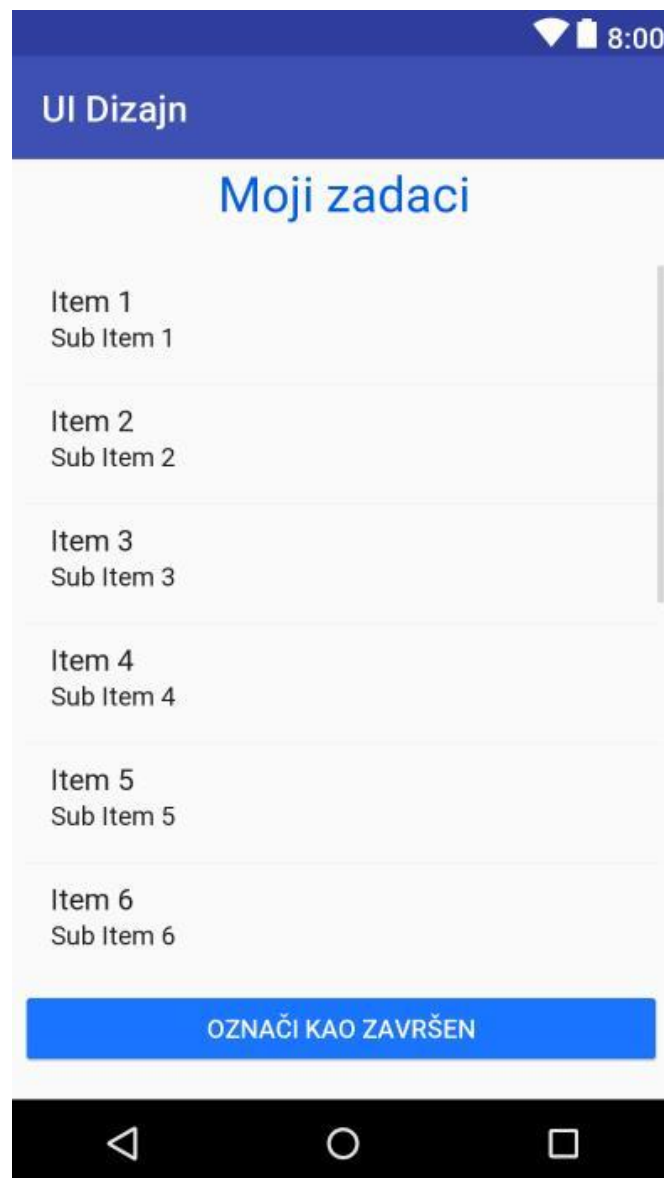 8:00
UI Dizajn
Moji zadaci
Item 1
Sub Item 1
Item 2
Sub Item 2
Item 3
Sub Item 3
Item 4
Sub Item 4
Item 5
Sub Item 5
Item 6
Sub Item 6
OZNAČI KAO ZAVRŠEN